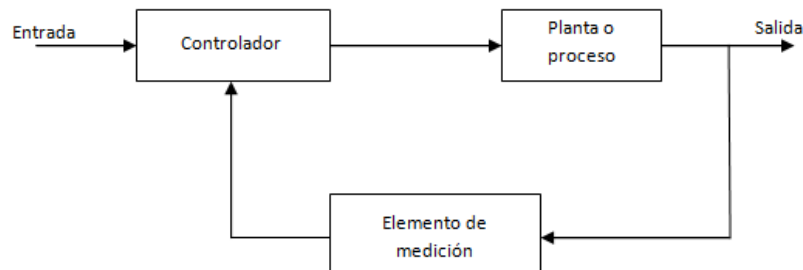 Entrada
Controlador
Planta o
proceso
Salida
Elemento de
medición